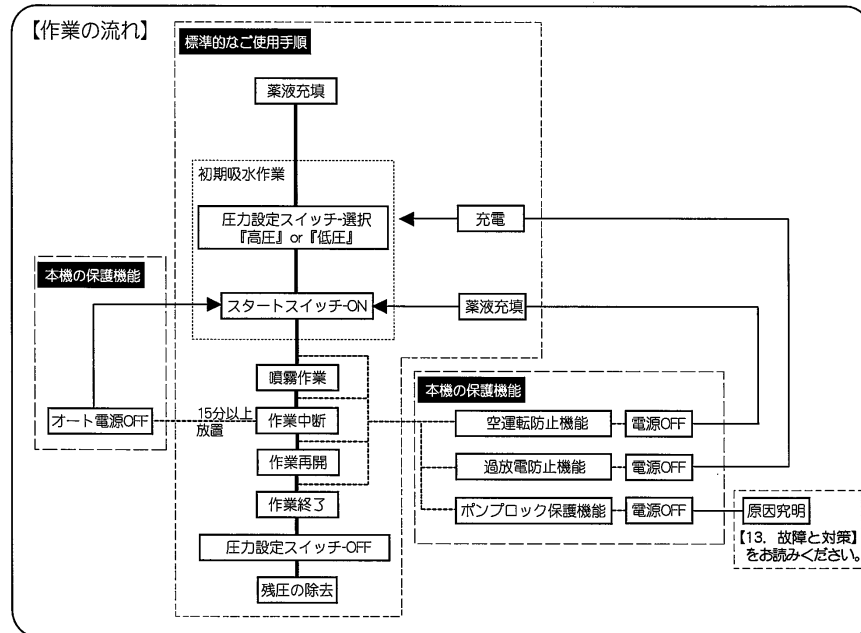 【作業の流れ】
標準的なご使用手順
薬液充填
初期吸水作業
圧力設定スイッチ-選択
『高圧』or『低圧』
充電
本機の保護機能
スタートスイッチ-ON
薬液充填
噴霧作業
本機の保護機能
オート電源OFF
15分以上
放置
作業中断
空運転防止機能
電源OFF
作業再開
過放電防止機能
電源OFF
作業終了
ポンプロック保護機能
電源OFF
原因究明
【13. 故障と対策】
をお読みください。
圧力設定スイッチ-OFF
残圧の除去